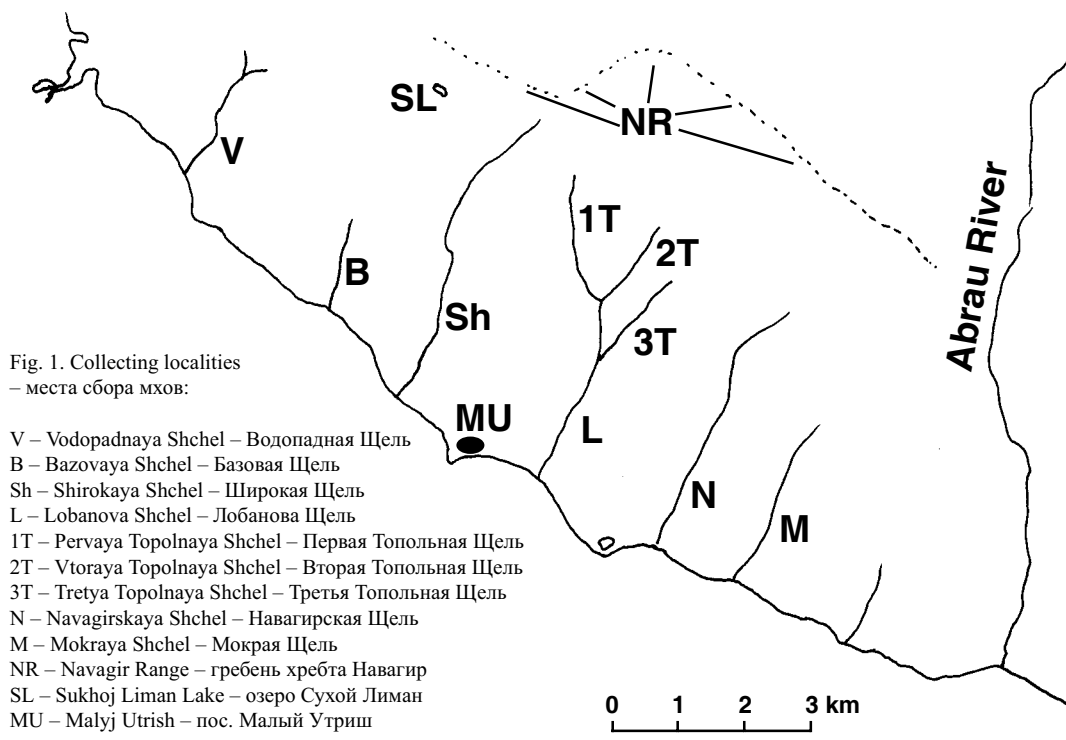 SL
NR
V
1T
2T
B
Sh
3T
Abrau River
Fig. 1. Collecting localities
– места сбора мхов:
MU
L
N
M
V – Vodopadnaya Shchel – Водопадная Щель
B – Bazovaya Shchel – Базовая Щель
Sh – Shirokaya Shchel – Широкая Щель
L – Lobanova Shchel – Лобанова Щель
1T – Pervaya Topolnaya Shchel – Первая Топольная Щель
2T – Vtoraya Topolnaya Shchel – Вторая Топольная Щель
3T – Tretya Topolnaya Shchel – Третья Топольная Щель
N – Navagirskaya Shchel – Навагирская Щель
M – Mokraya Shchel – Мокрая Щель
NR – Navagir Range – гребень хребта Навагир
SL – Sukhoj Liman Lake – озеро Сухой Лиман
MU – Malyj Utrish – пос. Малый Утриш
0 1 2 3 km